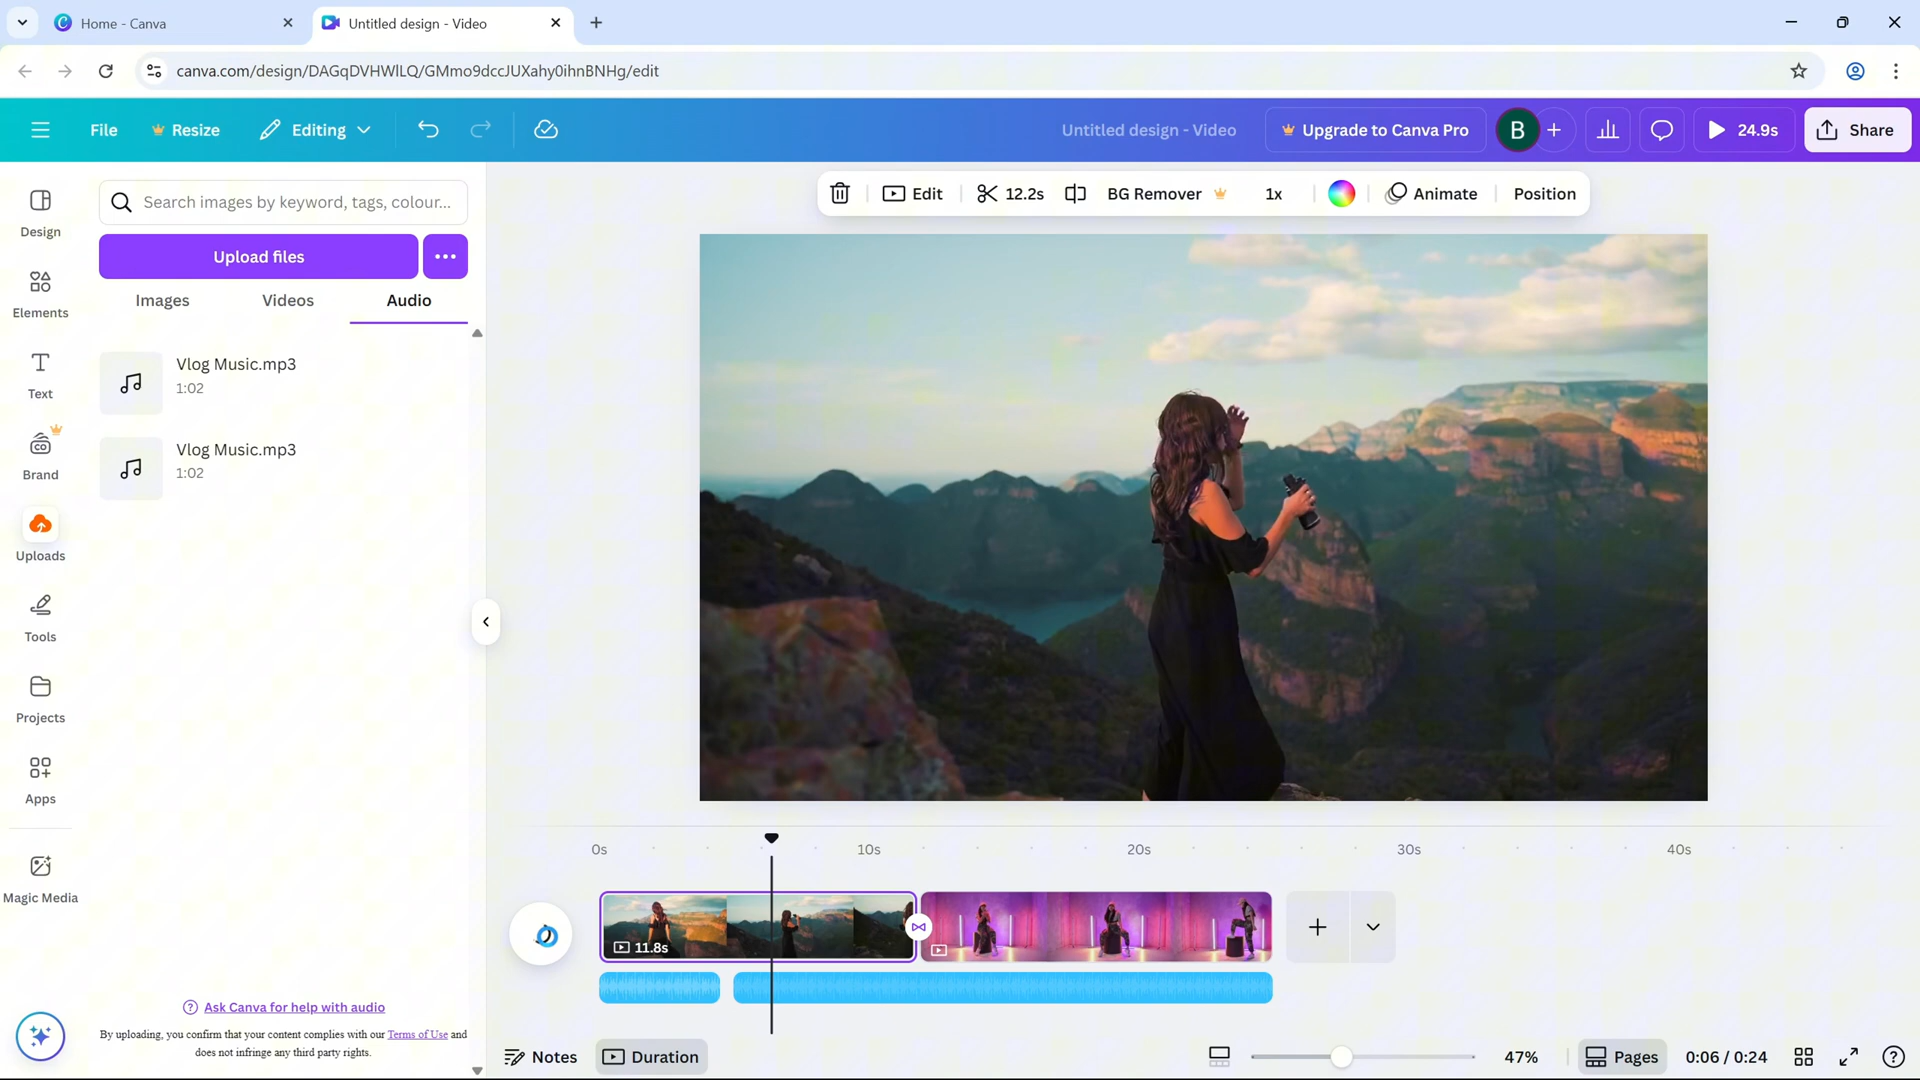 Home - Canva
Untitled design - Video
canva.com/design/DAGqDVHWlLQ/GMmo9dccJUXahy0ihnBNHg/edit
File
Resize
Editing
Untitled design - Video
Upgrade to Canva Pro
B
24.9s
Share
Search images by keyword, tags, colour...
Upload files
Images
Videos
Audio
Vlog Music.mp3
1:02
Vlog Music.mp3
1:02
Design
Elements
Text
Brand
Uploads
Tools
Projects
Apps
Magic Media
Ask Canva for help with audio
By uploading, you confirm that your content complies with our Terms of Use and
does not infringe any third party rights.
Edit
12.2s
BG Remover
1x
Animate
Position
0s
10s
20s
30s
40s
11.8s
Notes
Duration
47%
Pages
0:06 / 0:24